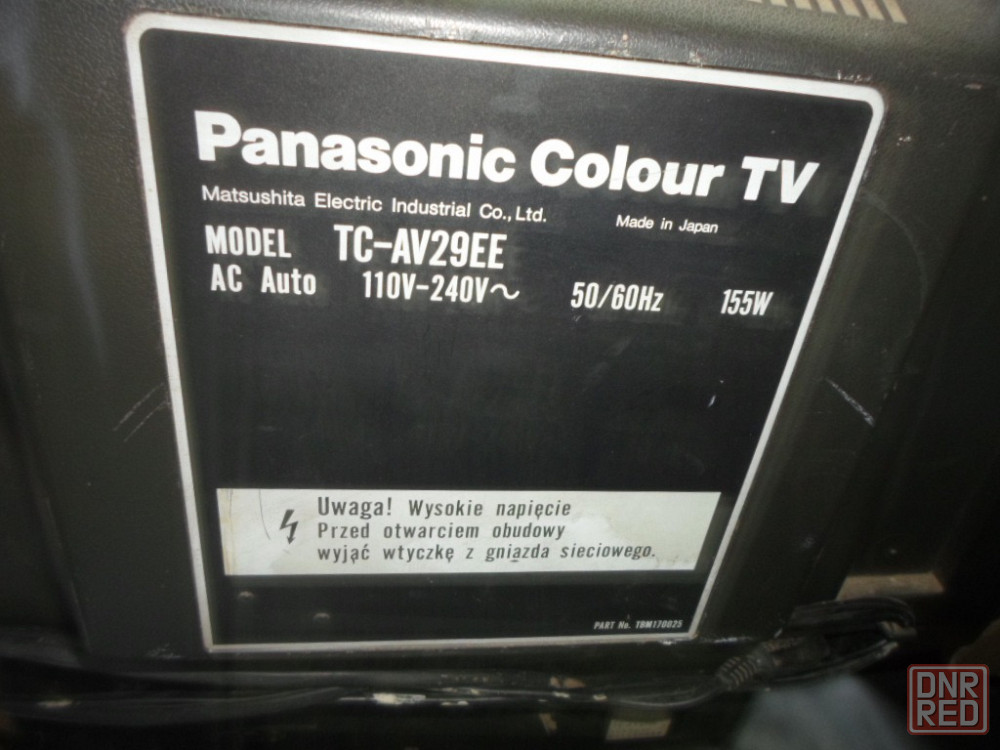 Panasonic Colour TV
Matsushita Electric Industrial Co., Ltd. Made in Japan
MODEL TC-AV29EE
AC Auto 110V-240V~ 50/60Hz 155W
Uwaga! Wysokie napięcie
Przed otwarciem obudowy
wyjąć wtyczkę z gniazda sieciowego.
PART No. TBM170025
DNR
RED